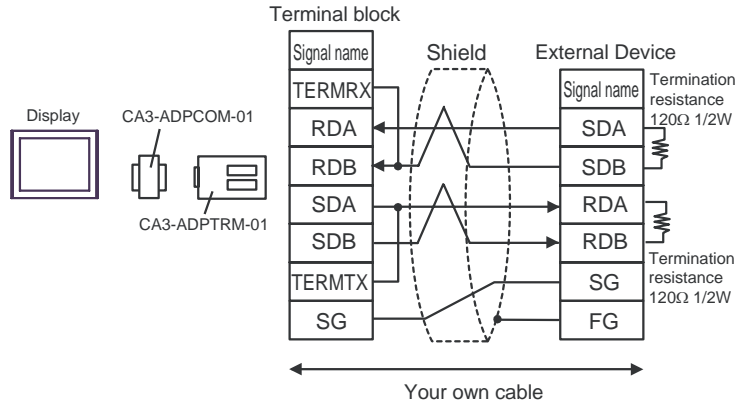 Terminal block
Shield
External Device
Display
CA3-ADPCOM-01
CA3-ADPTRM-01
Signal name
TERMRX
RDA
RDB
SDA
SDB
TERMTX
SG
Signal name
SDA
SDB
RDA
RDB
SG
FG
Termination
resistance
120Ω 1/2W
Termination
resistance
120Ω 1/2W
Your own cable